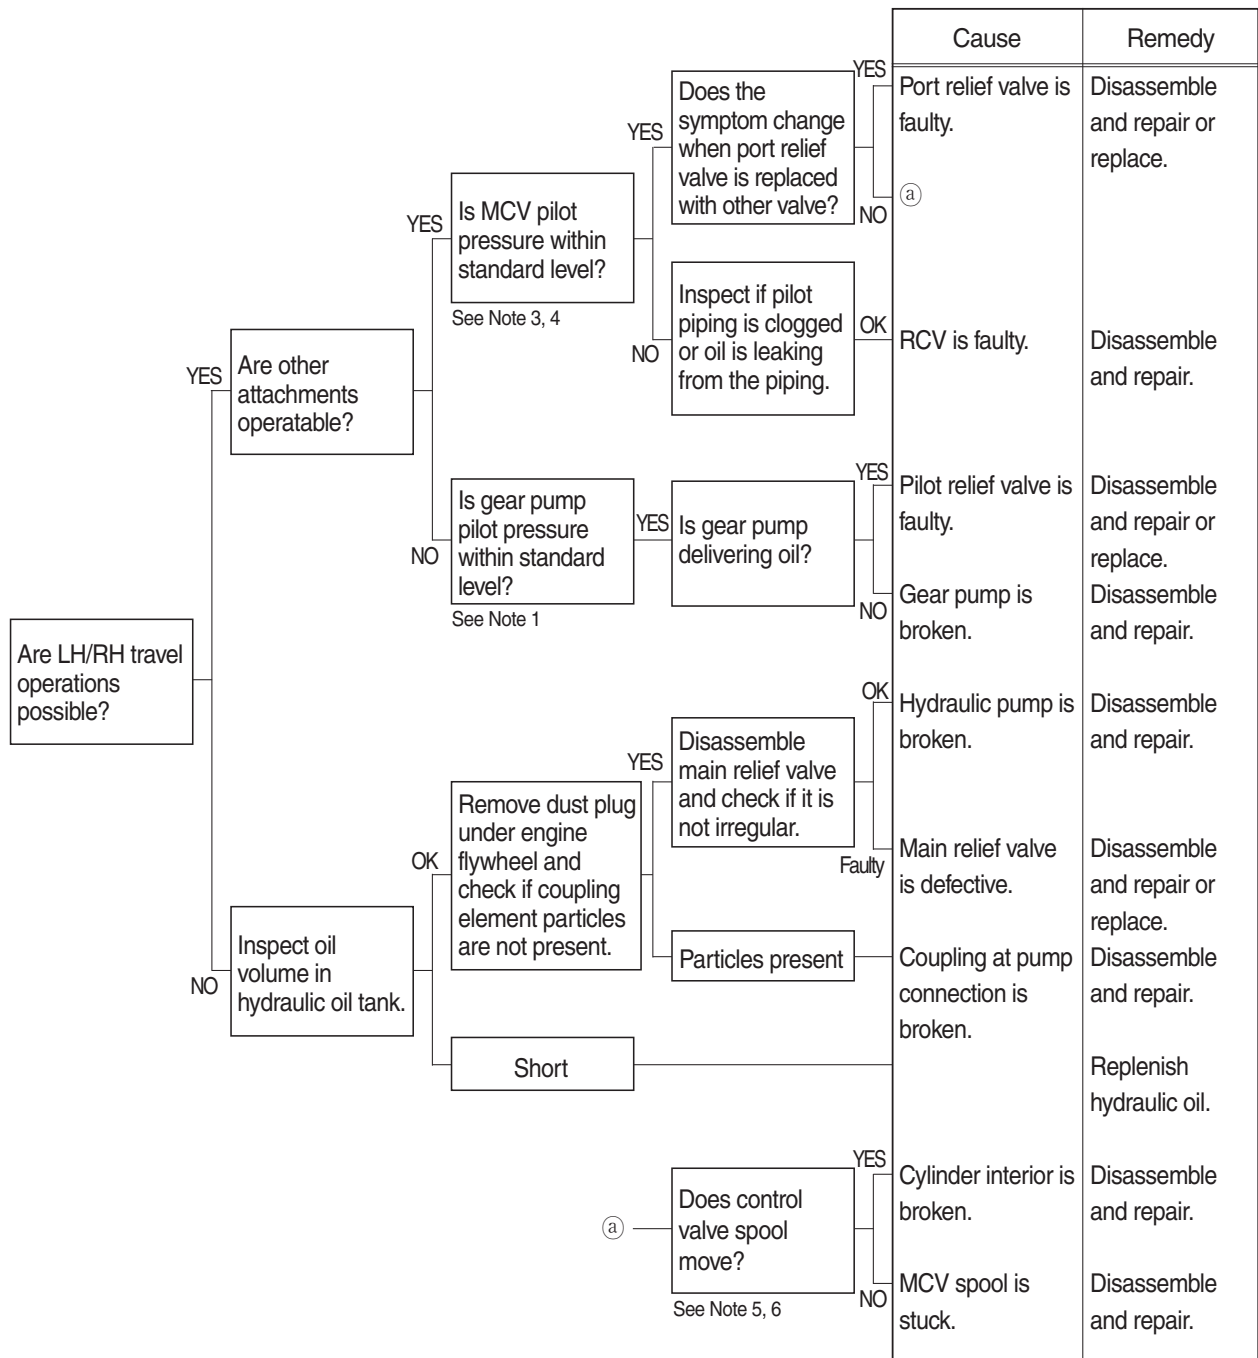 Cause
Remedy
Are LH/RH travel
operations
possible?
YES
Are other
attachments
operatable?
YES
Is MCV pilot
pressure within
standard level?
See Note 3, 4
YES
Does the
symptom change
when port relief
valve is replaced
with other valve?
YES
Port relief valve is
faulty.
Disassemble
and repair or
replace.
NO
ⓐ
NO
Inspect if pilot
piping is clogged
or oil is leaking
from the piping.
OK
RCV is faulty.
Disassemble
and repair.
NO
Is gear pump
pilot pressure
within standard
level?
See Note 1
YES
Is gear pump
delivering oil?
YES
Pilot relief valve is
faulty.
Disassemble
and repair or
replace.
NO
Gear pump is
broken.
Disassemble
and repair.
NO
Inspect oil
volume in
hydraulic oil tank.
OK
Remove dust plug
under engine
flywheel and
check if coupling
element particles
are not present.
YES
Disassemble
main relief valve
and check if it is
not irregular.
OK
Hydraulic pump is
broken.
Disassemble
and repair.
Faulty
Main relief valve
is defective.
Disassemble
and repair or
replace.
Particles present
Coupling at pump
connection is
broken.
Disassemble
and repair.
Short
Replenish
hydraulic oil.
ⓐ
Does control
valve spool
move?
See Note 5, 6
YES
Cylinder interior is
broken.
Disassemble
and repair.
NO
MCV spool is
stuck.
Disassemble
and repair.